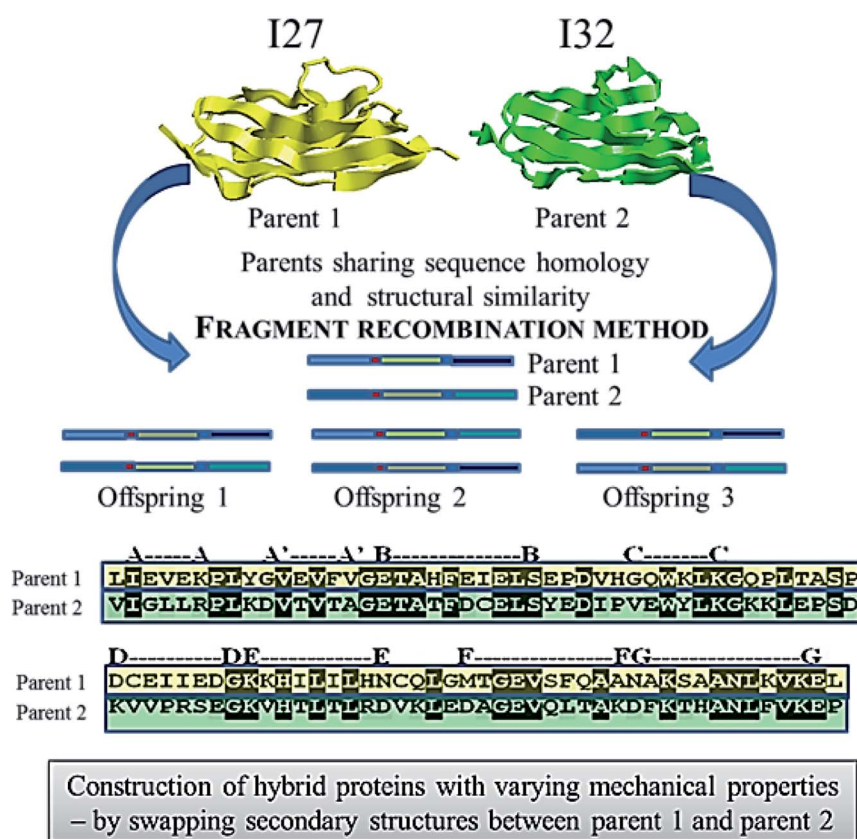 I27 I32
Parent 1 Parent 2
Parents sharing sequence homology
and structural similarity
FRAGMENT RECOMBINATION METHOD
Parent 1
Parent 2
Offspring 1 Offspring 2 Offspring 3
A-----A A'-----A' B------------B C-------C
Parent 1 LIEVEKPLYGVEVFVGETAHFEIELSEPDVHGQWKLKGQPLTASP
Parent 2 VIGLLRPLKDVTVTAGETATFDCELSYEDIPVEWYLKGKKLEPSD
D----------DE----------E F------------FG--------------G
Parent 1 DCEIIEDGKKHILILHNCQLGMTGEVSFQAANAKSAANLKVKEL
Parent 2 KVVPRSEGKVHTLTLRDVKLEDAGEVQLTAKDFKTHANLFVKEP
Construction of hybrid proteins with varying mechanical properties
– by swapping secondary structures between parent 1 and parent 2